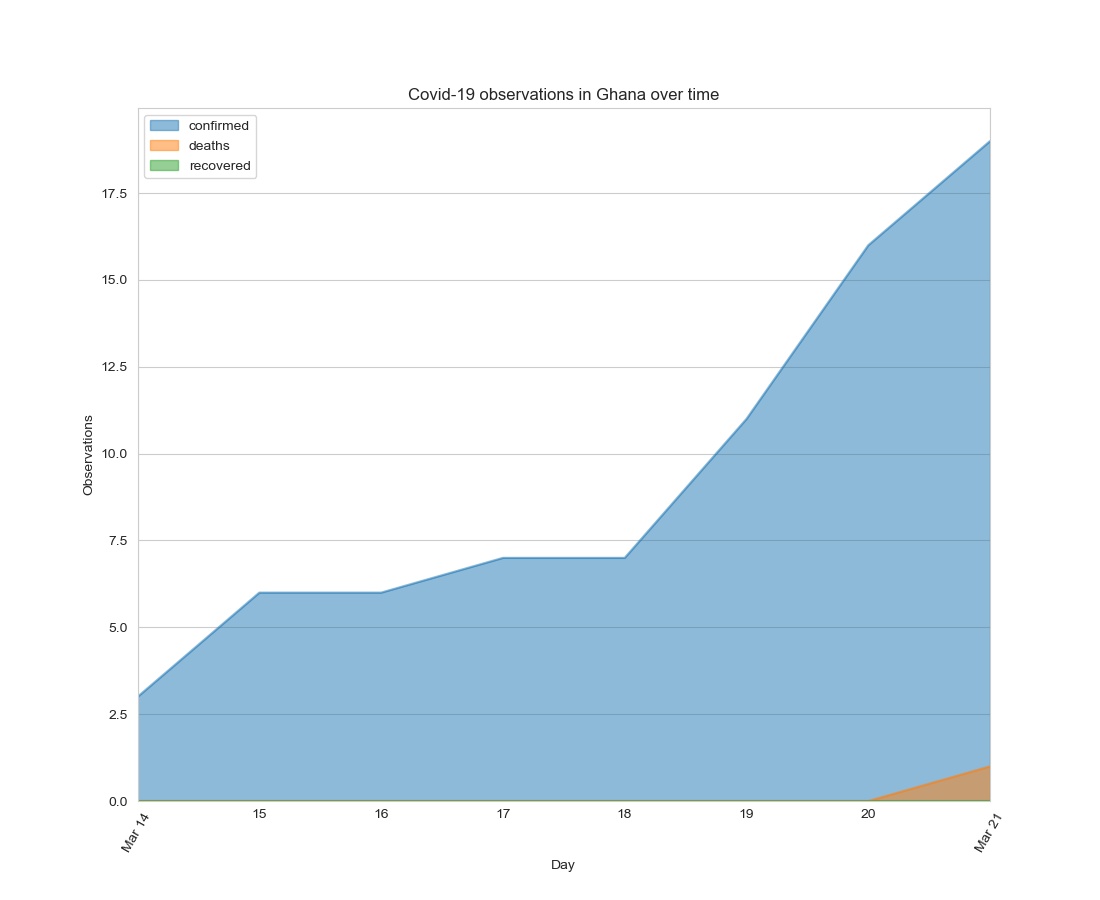 Covid-19 observations in Ghana over time
confirmed
deaths
recovered
17.5
15.0
12.5
10.0
7.5
5.0
2.5
0.0
Observations
Mar 14 15 16 17 18 19 20 Mar 21
Day